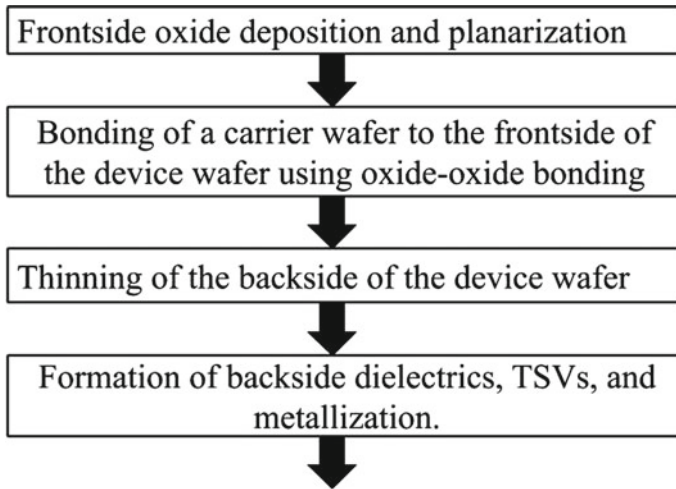 Frontside oxide deposition and planarization
Bonding of a carrier wafer to the frontside of
the device wafer using oxide-oxide bonding
Thinning of the backside of the device wafer
Formation of backside dielectrics, TSVs, and
metallization.